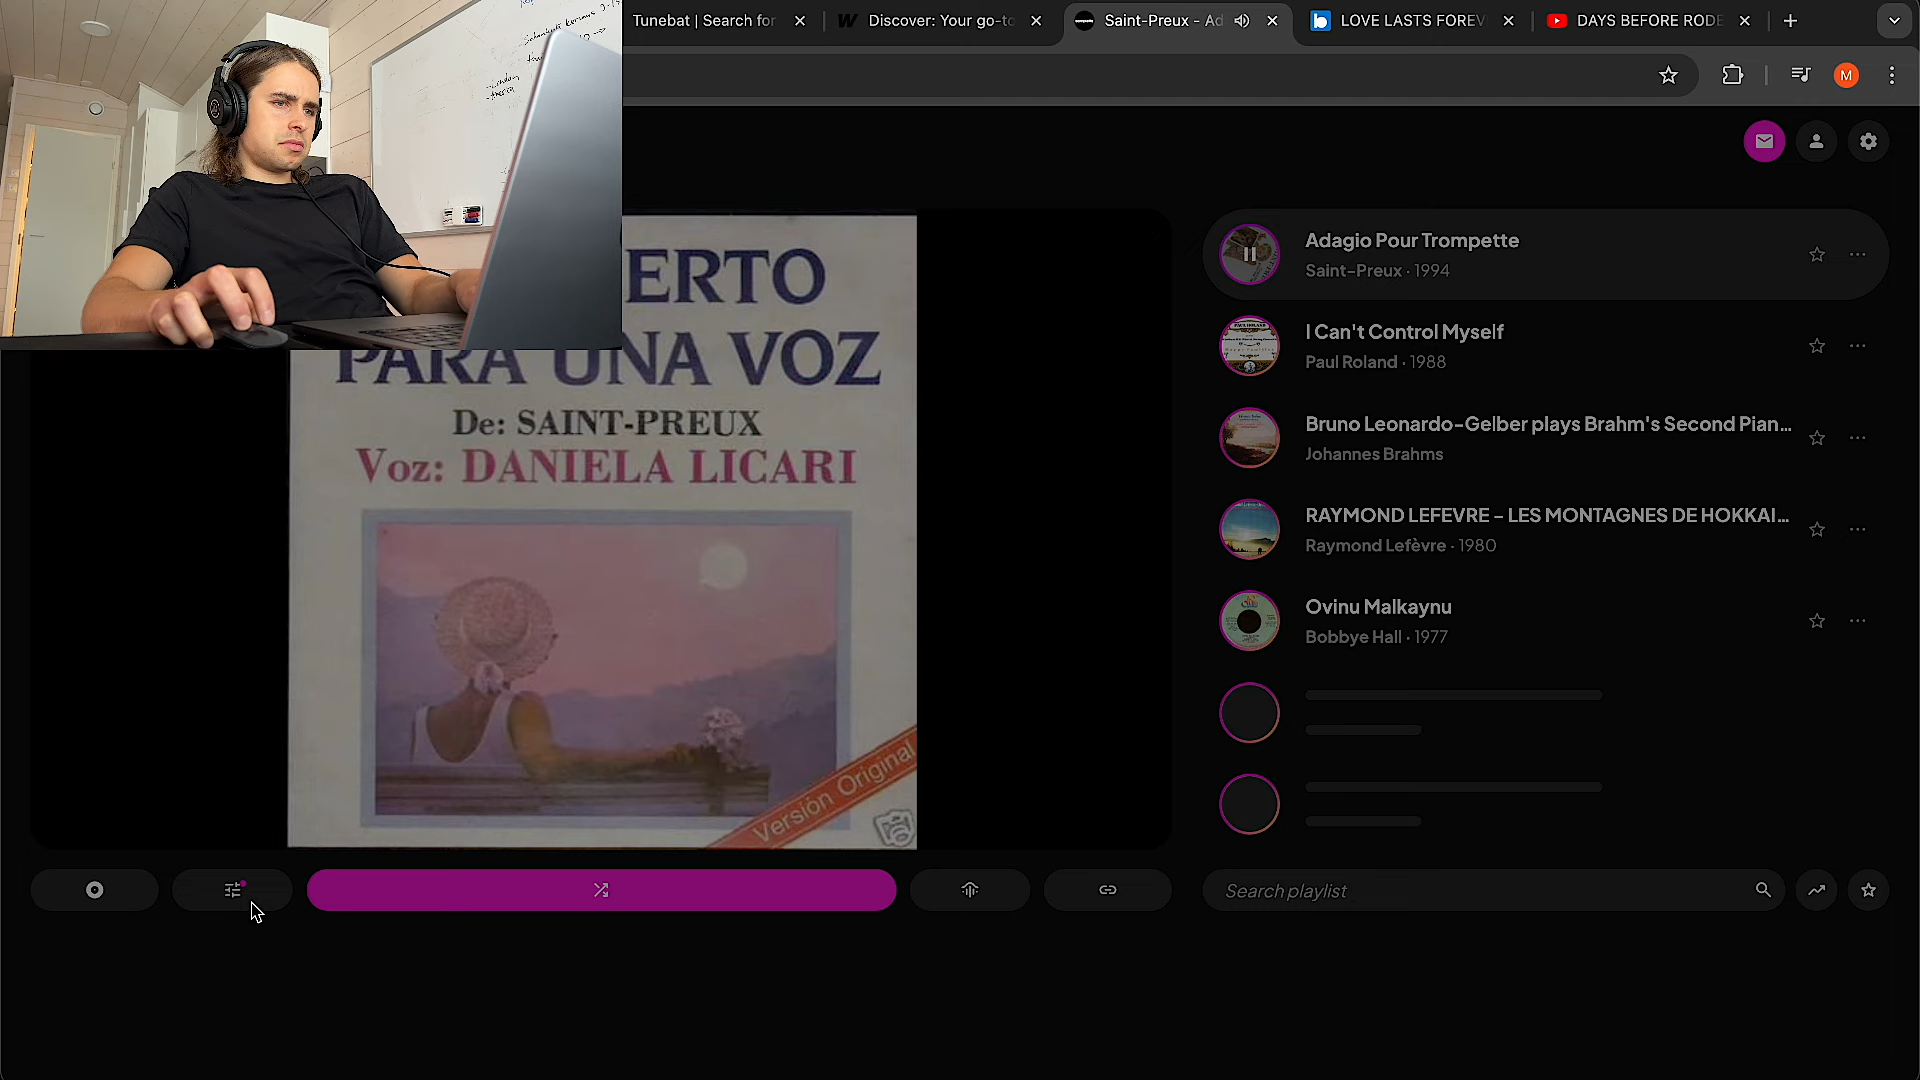 Tunebat | Search for
Discover: Your go-to
Saint-Preux - Ad
LOVE LASTS FOREV
DAYS BEFORE RODE
M
ERTO
PARA UNA VOZ
De: SAINT-PREUX
Voz: DANIELA LICARI
Versión Original
Adagio Pour Trompette
Saint-Preux · 1994
I Can't Control Myself
Paul Roland · 1988
Bruno Leonardo-Gelber plays Brahm's Second Pian...
Johannes Brahms
RAYMOND LEFEVRE - LES MONTAGNES DE HOKKAI...
Raymond Lefèvre · 1980
Ovinu Malkaynu
Bobbye Hall · 1977
Search playlist